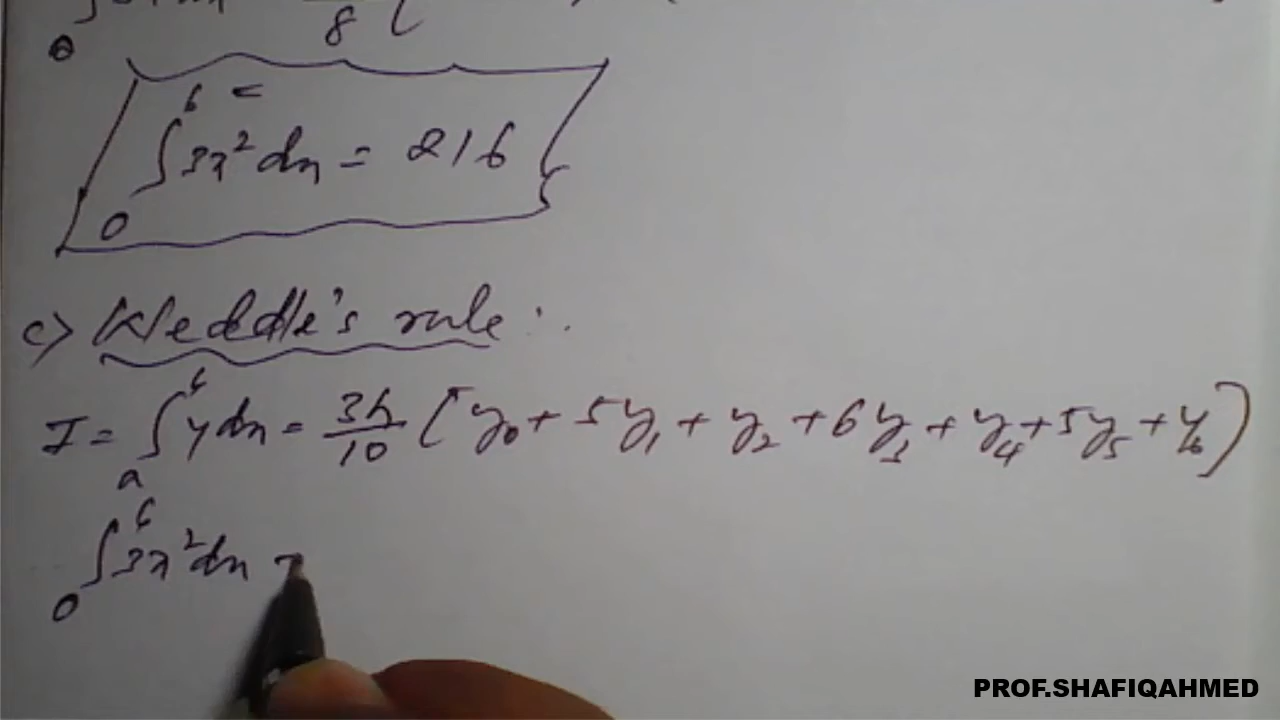 8 (
0
∫₀⁶ 3x² dx = 216
c) Weddle's rule :.
I = ∫ₐᵇ y dx = 3h/10 [y₀ + 5y₁ + y₂ + 6y₃ + y₄ + 5y₅ + y₆]
∫₀⁶ 3x² dx =
PROF.SHAFIQAHMED